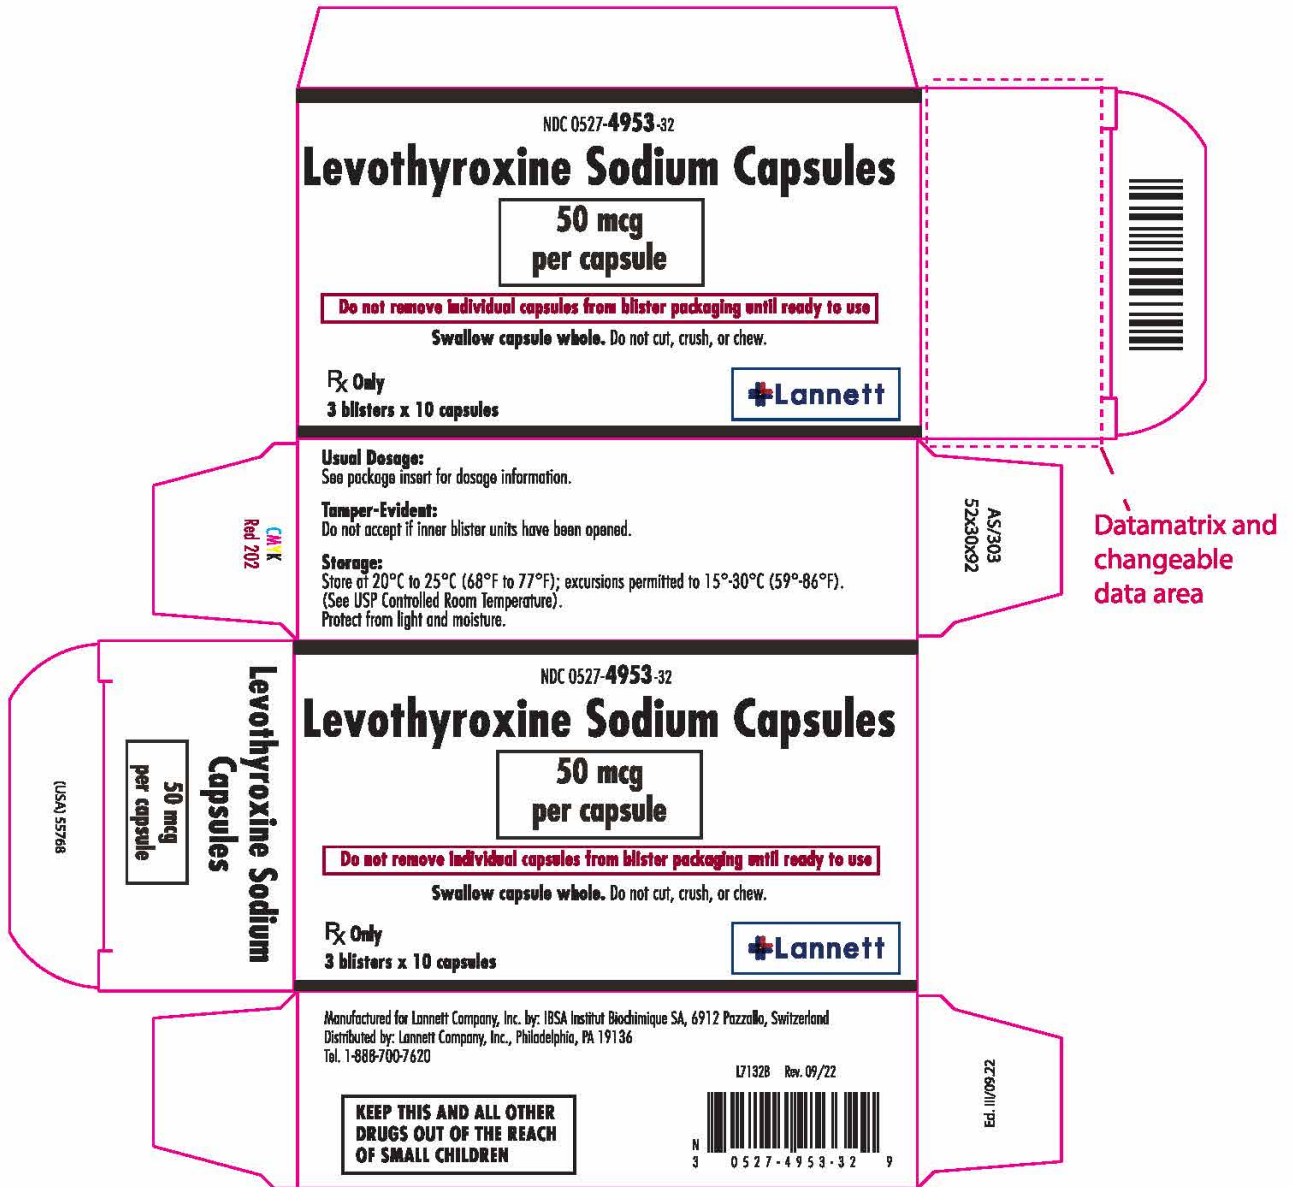 NDC 0527-4953-32
Levothyroxine Sodium Capsules
50 mcg
per capsule
Do not remove individual capsules from blister packaging until ready to use
Swallow capsule whole. Do not cut, crush, or chew.
Rx Only
3 blisters x 10 capsules
Lannett
Usual Dosage:
See package insert for dosage information.
Tamper-Evident:
Do not accept if inner blister units have been opened.
Storage:
Store at 20°C to 25°C (68°F to 77°F); excursions permitted to 15°-30°C (59°-86°F).
(See USP Controlled Room Temperature).
Protect from light and moisture.
CMYK
Red 202
AS/303
52x30x92
Datamatrix and
changeable
data area
NDC 0527-4953-32
Levothyroxine Sodium Capsules
50 mcg
per capsule
Do not remove individual capsules from blister packaging until ready to use
Swallow capsule whole. Do not cut, crush, or chew.
Rx Only
3 blisters x 10 capsules
Lannett
Levothyroxine Sodium
Capsules
50 mcg
per capsule
(USA) 55768
Manufactured for Lannett Company, Inc. by: IBSA Institut Biochimique SA, 6912 Pazzallo, Switzerland
Distributed by: Lannett Company, Inc., Philadelphia, PA 19136
Tel. 1-888-700-7620
KEEP THIS AND ALL OTHER
DRUGS OUT OF THE REACH
OF SMALL CHILDREN
L7132B Rev. 09/22
N
3 0527-4953-32 9
Ed. III/09.22